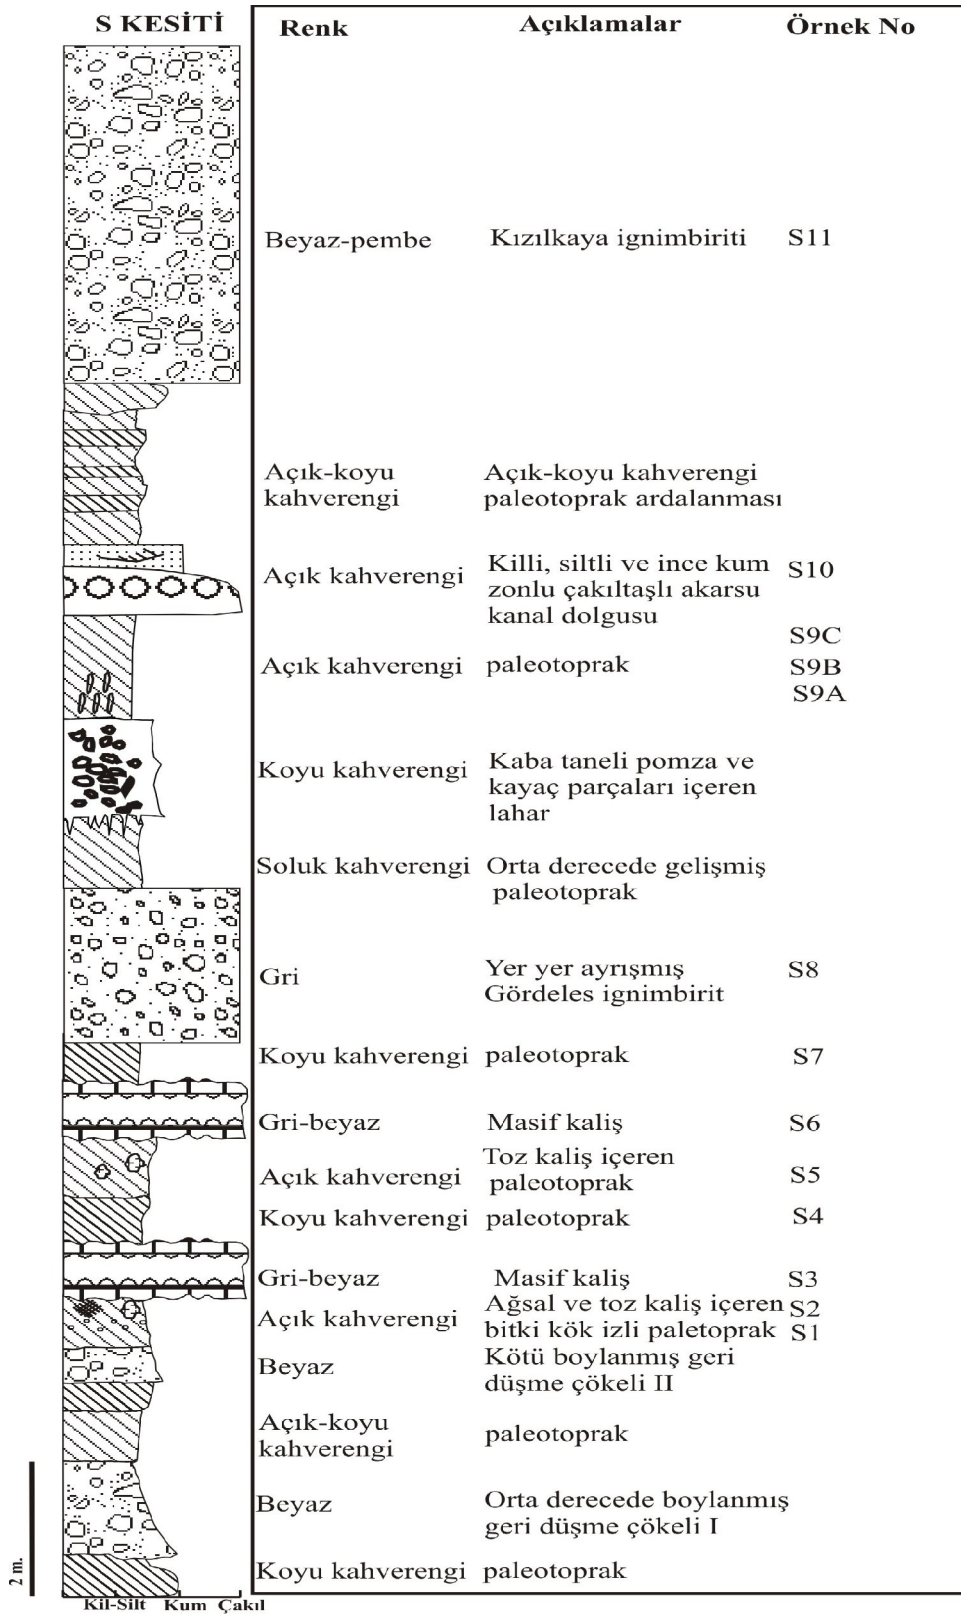 S KESİTİ Renk Açıklamalar Örnek No
Beyaz-pembe Kızılkaya ignimbiriti S11
Açık-koyu Açık-koyu kahverengi
kahverengi paleotoprak ardalanması
Killi, siltli ve ince kum
Açık kahverengi zonlu çakıltaşlı akarsu S10
kanal dolgusu
S9C
Açık kahverengi paleotoprak S9B
S9A
Kaba taneli pomza ve
Koyu kahverengi kayaç parçaları içeren
lahar
Soluk kahverengi Orta derecede gelişmiş
paleotoprak
Yer yer ayrışmış S8
Gri Gördeles ignimbirit
Koyu kahverengi paleotoprak S7
Gri-beyaz Masif kaliş S6
Toz kaliş içeren
Açık kahverengi paleotoprak S5
Koyu kahverengi paleotoprak S4
Gri-beyaz Masif kaliş S3
Ağsal ve toz kaliş içeren S2
Açık kahverengi bitki kök izli paletoprak S1
Kötü boylanmış geri
Beyaz düşme çökeli II
Açık-koyu
kahverengi paleotoprak
Beyaz Orta derecede boylanmış
geri düşme çökeli I
Koyu kahverengi paleotoprak
2 m.
Kil-Silt Kum Çakıl